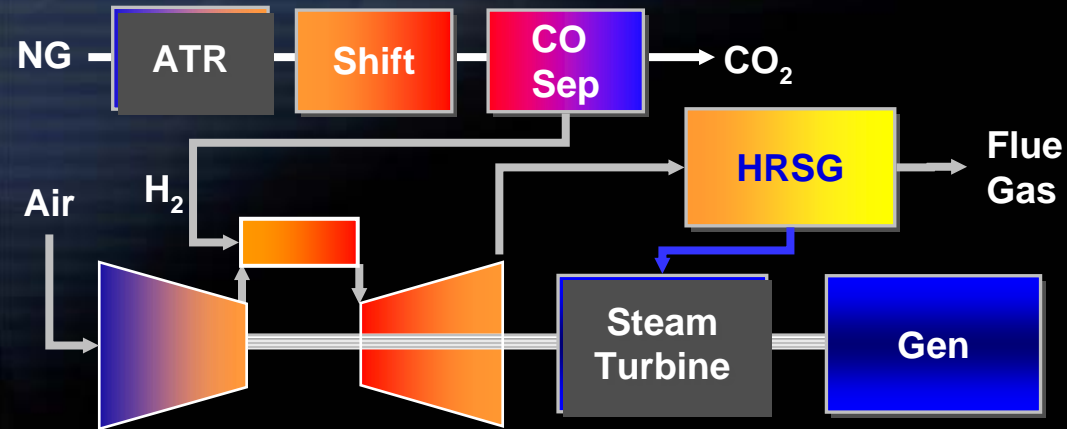 NG
ATR
Shift
CO
Sep
CO₂
HRSG
Flue
Gas
Air
H₂
Steam
Turbine
Gen